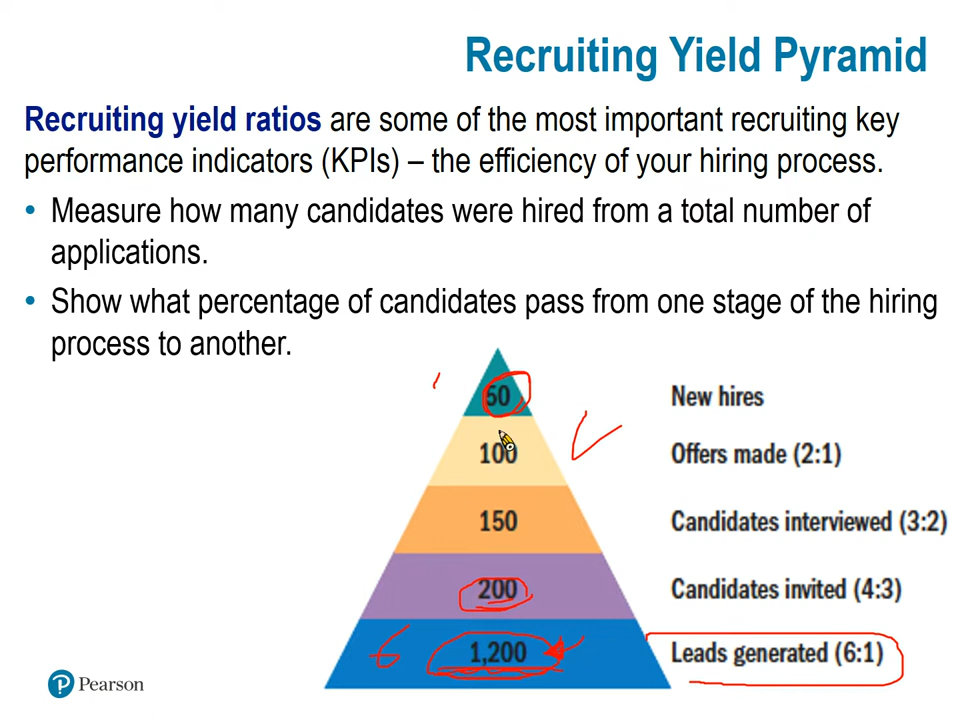 Recruiting Yield Pyramid
Recruiting yield ratios are some of the most important recruiting key
performance indicators (KPIs) – the efficiency of your hiring process.
• Measure how many candidates were hired from a total number of
applications.
• Show what percentage of candidates pass from one stage of the hiring
process to another.
50 New hires
100 Offers made (2:1)
150 Candidates interviewed (3:2)
200 Candidates invited (4:3)
6 1,200 Leads generated (6:1)
Pearson